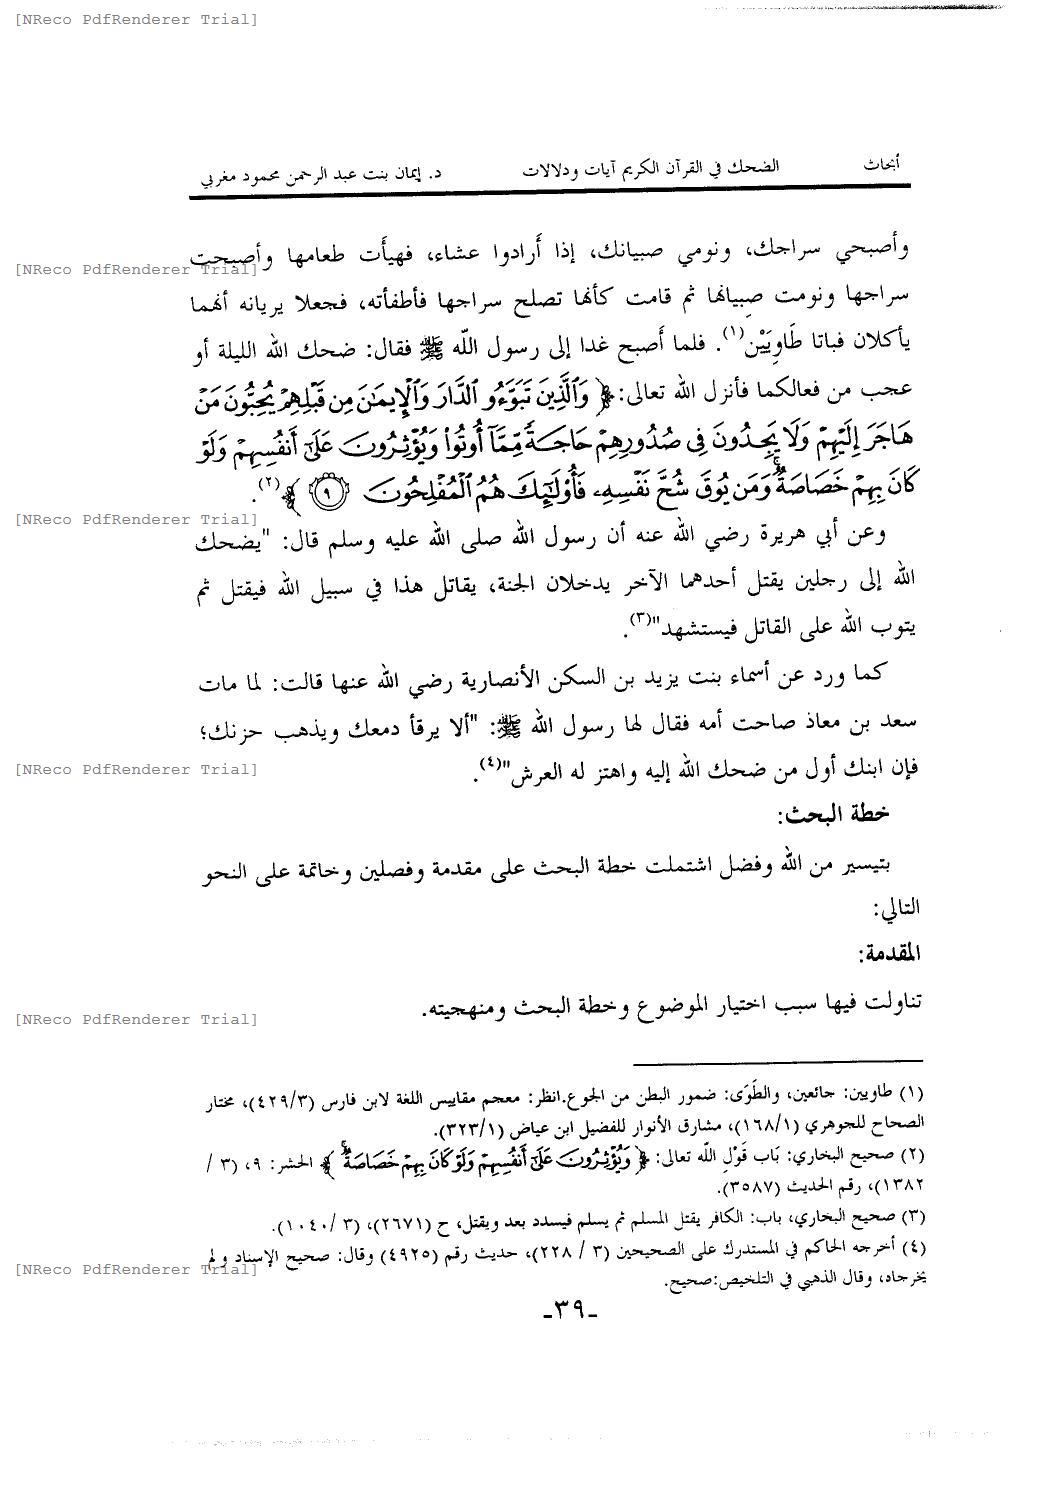 [NReco PdfRenderer Trial]
أبحاث الضحك في القرآن الكريم آيات ودلالات د. إيمان بنت عبد الرحمن محمود مغربي
وأصبحي سراجك، ونومي صبيانك، إذا أَرادوا عشاء، فهيأَت طعامها وأصبحت
[NReco PdfRenderer Trial]
سراجها ونومت صِبيانها ثم قامت كأنها تصلح سراجها فأطفأته، فجعلا يريانه أنهما
يأكلان فباتا طَاوِيَيْن(١). فلما أَصبح غدا إلى رسول اللّه ﷺ فقال: ضحك الله الليلة أو
عجب من فعالكما فأنزل الله تعالى: ﴿ وَٱلَّذِينَ تَبَوَّءُو ٱلدَّارَ وَٱلْإِيمَٰنَ مِن قَبْلِهِمْ يُحِبُّونَ مَنْ
هَاجَرَ إِلَيْهِمْ وَلَا يَجِدُونَ فِى صُدُورِهِمْ حَاجَةً مِّمَّآ أُوتُوا۟ وَيُؤْثِرُونَ عَلَىٰٓ أَنفُسِهِمْ وَلَوْ
كَانَ بِهِمْ خَصَاصَةٌ ۚ وَمَن يُوقَ شُحَّ نَفْسِهِۦ فَأُو۟لَٰٓئِكَ هُمُ ٱلْمُفْلِحُونَ ٩ ﴾(٢).
[NReco PdfRenderer Trial]
وعن أبي هريرة رضي الله عنه أن رسول الله صلى الله عليه وسلم قال: "يضحك
الله إلى رجلين يقتل أحدهما الآخر يدخلان الجنة، يقاتل هذا في سبيل الله فيقتل ثم
يتوب الله على القاتل فيستشهد"(٣).
كما ورد عن أسماء بنت يزيد بن السكن الأنصارية رضي الله عنها قالت: لما مات
سعد بن معاذ صاحت أمه فقال لها رسول الله ﷺ: "ألا يرقأ دمعك ويذهب حزنك؛
[NReco PdfRenderer Trial]
فإن ابنك أول من ضحك الله إليه واهتز له العرش"(٤).
خطة البحث:
بتيسير من الله وفضل اشتملت خطة البحث على مقدمة وفصلين وخاتمة على النحو
التالي:
المقدمة:
تناولت فيها سبب اختيار الموضوع وخطة البحث ومنهجيته.
[NReco PdfRenderer Trial]
(١) طاويين: جائعين، والطَوَى: ضمور البطن من الجوع.انظر: معجم مقاييس اللغة لابن فارس (٤٢٩/٣)، مختار
الصحاح للجوهري (١٦٨/١)، مشارق الأنوار للفضيل ابن عياض (٣٢٣/١).
(٢) صحيح البخاري: بَاب قَوْلِ اللّه تعالى: ﴿ وَيُؤْثِرُونَ عَلَىٰٓ أَنفُسِهِمْ وَلَوْ كَانَ بِهِمْ خَصَاصَةٌ ۚ ﴾ الحشر: ٩، (٣ /
١٣٨٢)، رقم الحديث (٣٥٨٧).
(٣) صحيح البخاري، باب: الكافر يقتل المسلم ثم يسلم فيسدد بعد ويقتل، ح (٢٦٧١)، (٣ /١٠٤٠).
(٤) أخرجه الحاكم في المستدرك على الصحيحين (٣ / ٢٢٨)، حديث رقم (٤٩٢٥) وقال: صحيح الإسناد ولم
[NReco PdfRenderer Trial]
يخرجاه، وقال الذهبي في التلخيص:صحيح.
-٣٩-